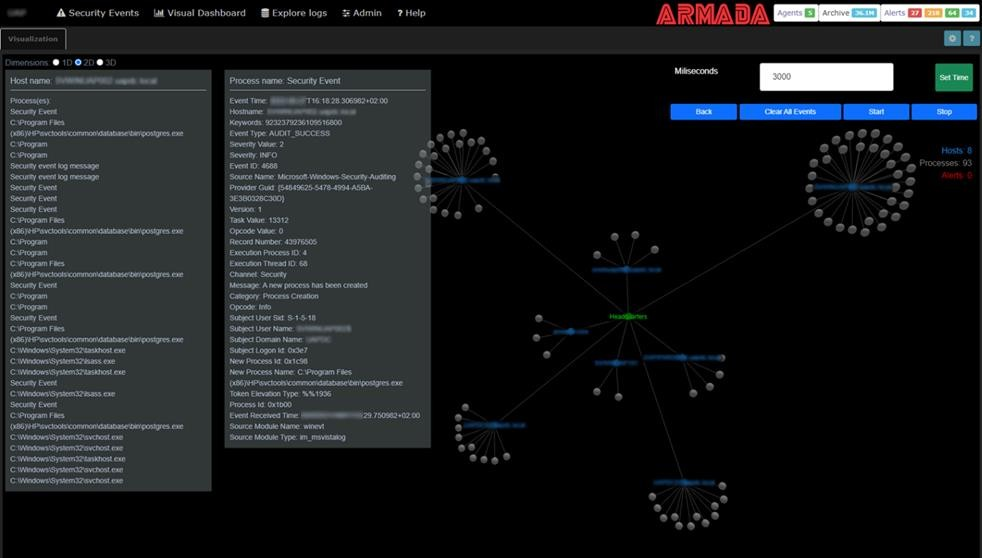 Security Events
Visual Dashboard
Explore logs
Admin
? Help
ARMADA
Agents 5
Archive 36.1M
Alerts 27 218 64 34
Visualization
?
Dimensions: 1D 2D 3D
Host name:
Process(es):
Security Event
C:\Program Files
(x86)\HP\svctools\common\database\bin\postgres.exe
C:\Program
C:\Program
Security event log message
Security event log message
Security Event
Security Event
Security Event
C:\Program Files
(x86)\HP\svctools\common\database\bin\postgres.exe
C:\Program
C:\Program
C:\Program Files
(x86)\HP\svctools\common\database\bin\postgres.exe
Security Event
C:\Program
C:\Program
Security Event
C:\Program Files
(x86)\HP\svctools\common\database\bin\postgres.exe
C:\Windows\System32\taskhost.exe
C:\Windows\System32\lsass.exe
C:\Windows\System32\taskhost.exe
Security Event
C:\Windows\System32\lsass.exe
Security Event
C:\Program Files
(x86)\HP\svctools\common\database\bin\postgres.exe
C:\Windows\System32\svchost.exe
C:\Windows\System32\svchost.exe
C:\Windows\System32\taskhost.exe
C:\Windows\System32\svchost.exe
C:\Windows\System32\svchost.exe
Process name: Security Event
Event Time: T16:18:28.306982+02:00
Hostname:
Keywords: 9232379236109516800
Event Type: AUDIT_SUCCESS
Severity Value: 2
Severity: INFO
Event ID: 4688
Source Name: Microsoft-Windows-Security-Auditing
Provider Guid: {54849625-5478-4994-A5BA-
3E3B0328C30D}
Version: 1
Task Value: 13312
Opcode Value: 0
Record Number: 43976505
Execution Process ID: 4
Execution Thread ID: 68
Channel: Security
Message: A new process has been created
Category: Process Creation
Opcode: Info
Subject User Sid: S-1-5-18
Subject User Name:
Subject Domain Name:
Subject Logon Id: 0x3e7
New Process Id: 0x1c98
New Process Name: C:\Program Files
(x86)\HP\svctools\common\database\bin\postgres.exe
Token Elevation Type: %%1936
Process Id: 0x1b00
Event Received Time: 29.750982+02:00
Source Module Name: winevt
Source Module Type: im_msvistalog
Miliseconds
3000
Set Time
Back
Clear All Events
Start
Stop
Hosts: 8
Processes: 93
Alerts: 0
Headquarters